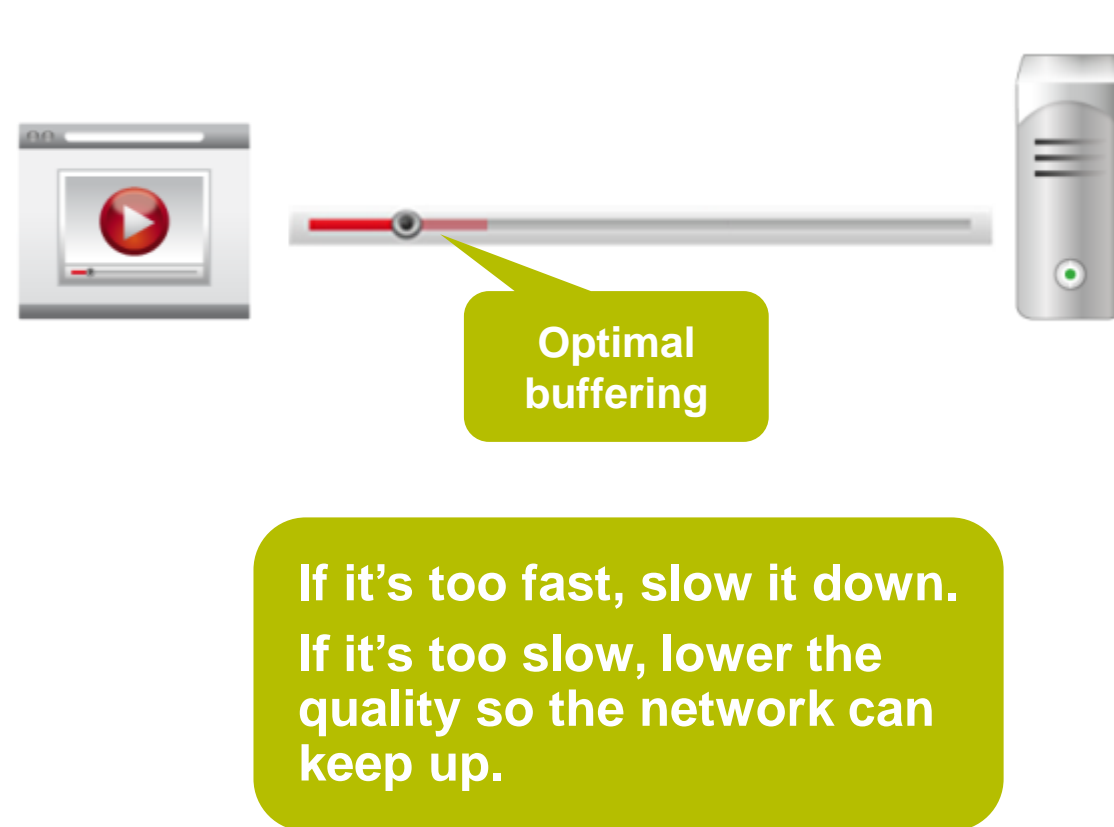 Optimal
buffering
If it’s too fast, slow it down.
If it’s too slow, lower the
quality so the network can
keep up.